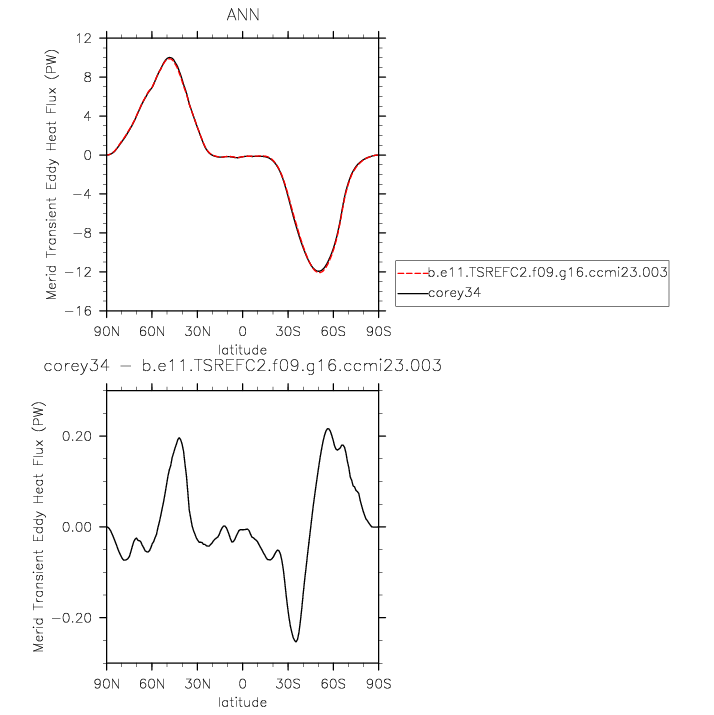 ANN
Merid Transient Eddy Heat Flux (PW)
12
8
4
0
−4
−8
−12
−16
90N 60N 30N 0 30S 60S 90S
latitude
b.e11.TSREFC2.f09.g16.ccmi23.003
corey34
corey34 − b.e11.TSREFC2.f09.g16.ccmi23.003
Merid Transient Eddy Heat Flux (PW)
0.20
0.00
−0.20
90N 60N 30N 0 30S 60S 90S
latitude